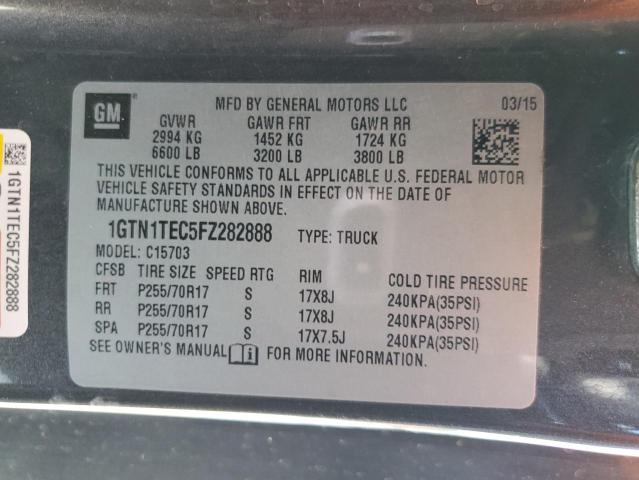 GM
MFD BY GENERAL MOTORS LLC 03/15
GVWR GAWR FRT GAWR RR
2994 KG 1452 KG 1724 KG
6600 LB 3200 LB 3800 LB
THIS VEHICLE CONFORMS TO ALL APPLICABLE U.S. FEDERAL MOTOR
VEHICLE SAFETY STANDARDS IN EFFECT ON THE DATE OF
MANUFACTURE SHOWN ABOVE.
1GTN1TEC5FZ282888 TYPE: TRUCK
MODEL: C15703
CFSB TIRE SIZE SPEED RTG RIM COLD TIRE PRESSURE
FRT P255/70R17 S 17X8J 240KPA(35PSI)
RR P255/70R17 S 17X8J 240KPA(35PSI)
SPA P255/70R17 S 17X7.5J 240KPA(35PSI)
SEE OWNER'S MANUAL FOR MORE INFORMATION.
1GTN1TEC5FZ282888